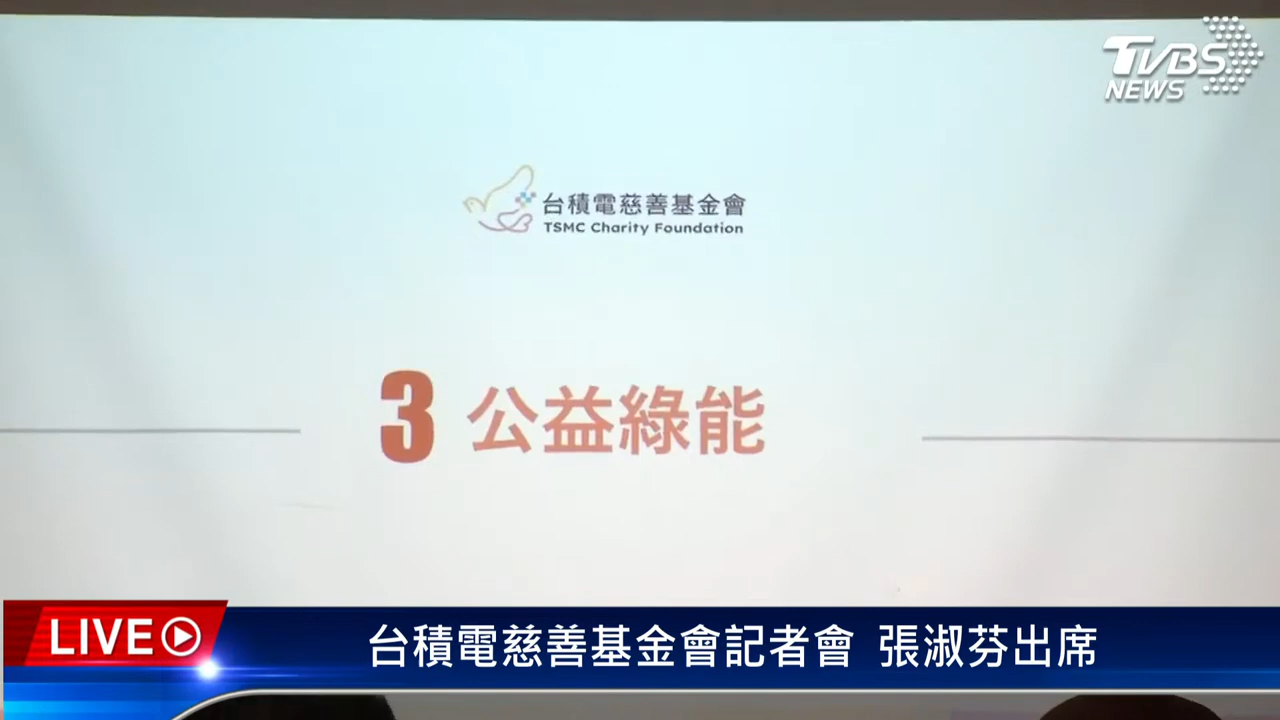 TVBS
NEWS
台積電慈善基金會
TSMC Charity Foundation
3 公益綠能
LIVE
台積電慈善基金會記者會 張淑芬出席